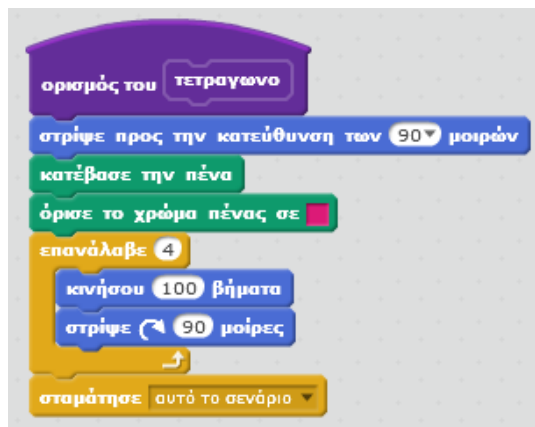 ορισμός του τετραγωνο
στρίψε προς την κατεύθυνση των 90 μοιρών
κατέβασε την πένα
όρισε το χρώμα πένας σε
επανάλαβε 4
κινήσου 100 βήματα
στρίψε 90 μοίρες
σταμάτησε αυτό το σενάριο